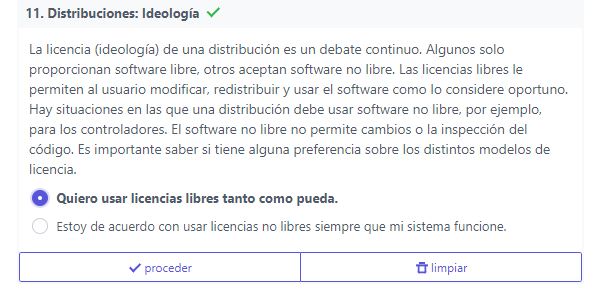 11. Distribuciones: Ideología
La licencia (ideología) de una distribución es un debate continuo. Algunos solo
proporcionan software libre, otros aceptan software no libre. Las licencias libres le
permiten al usuario modificar, redistribuir y usar el software como lo considere oportuno.
Hay situaciones en las que una distribución debe usar software no libre, por ejemplo,
para los controladores. El software no libre no permite cambios o la inspección del
código. Es importante saber si tiene alguna preferencia sobre los distintos modelos de
licencia.
Quiero usar licencias libres tanto como pueda.
Estoy de acuerdo con usar licencias no libres siempre que mi sistema funcione.
proceder
limpiar